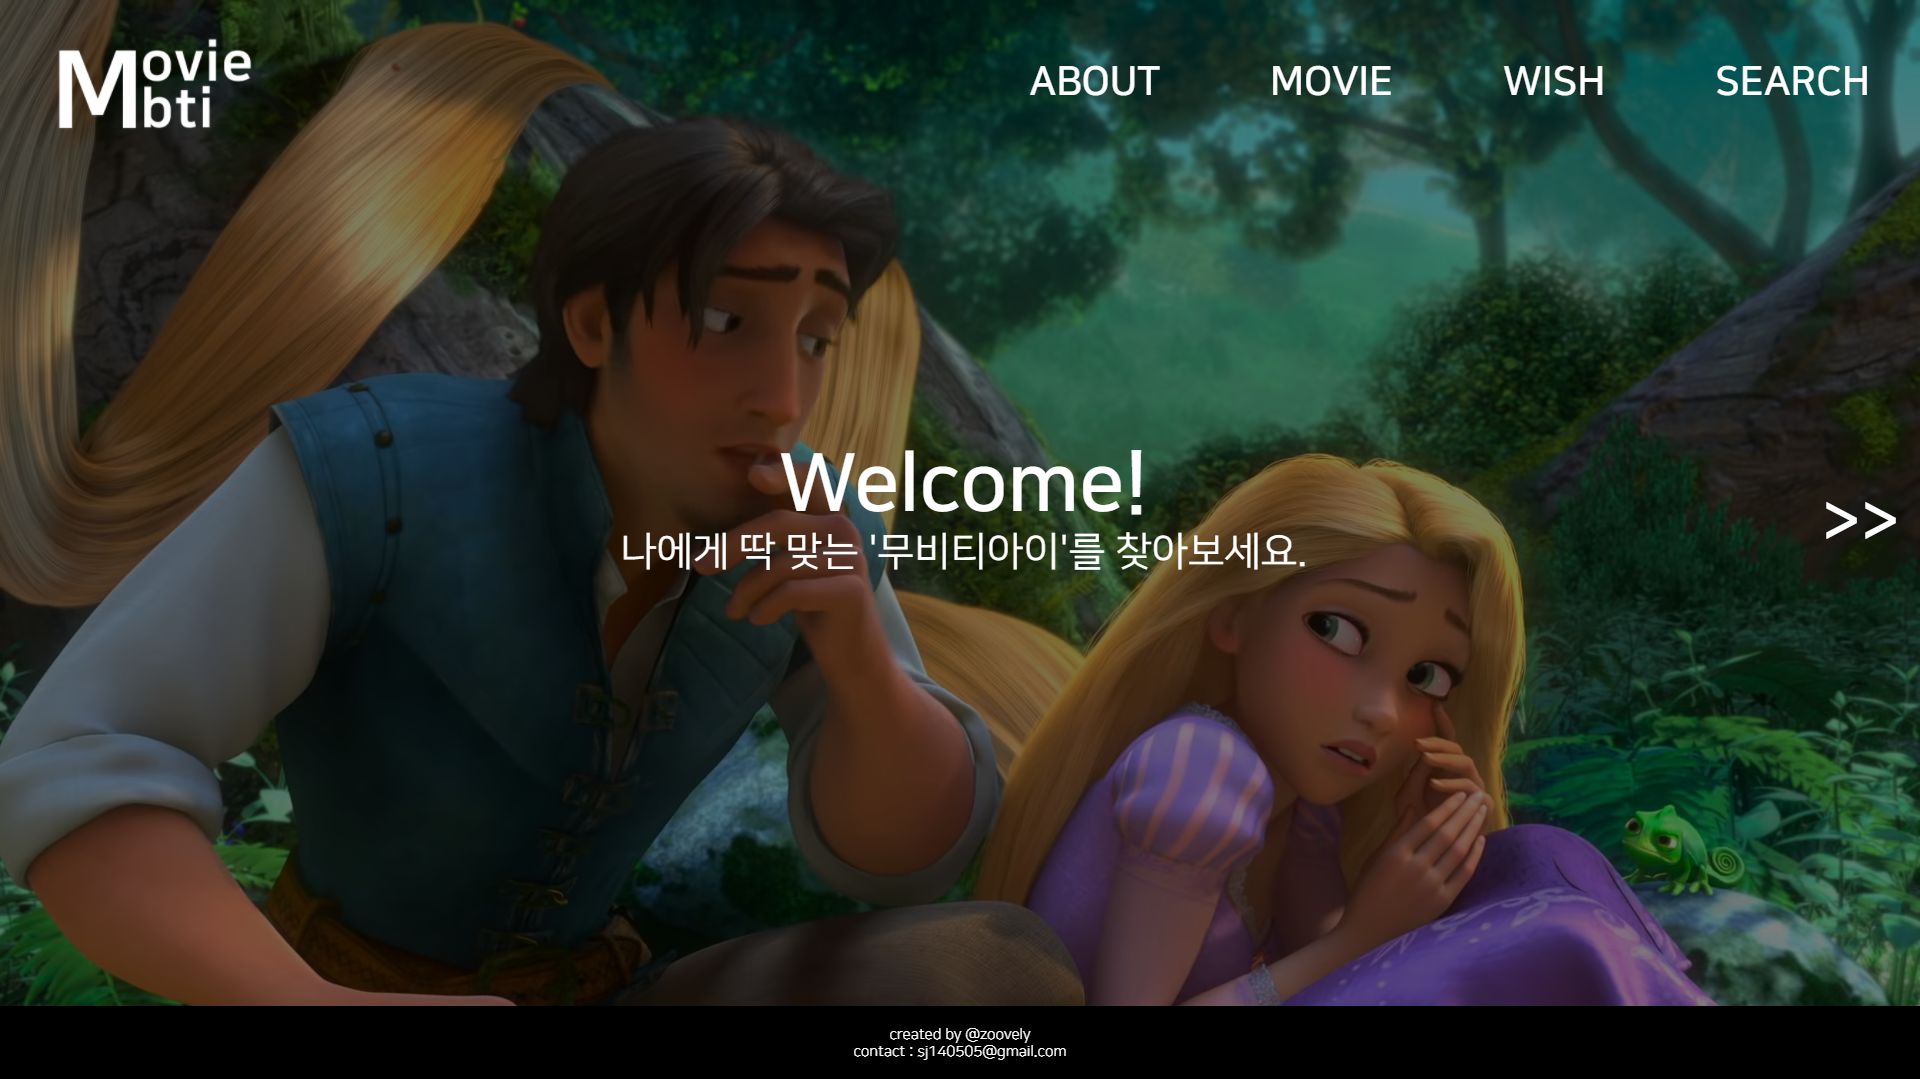 Movie
bti
ABOUT MOVIE WISH SEARCH
Welcome!
나에게 딱 맞는 '무비티아이'를 찾아보세요.
>>
created by @zoovely
contact : sj140505@gmail.com